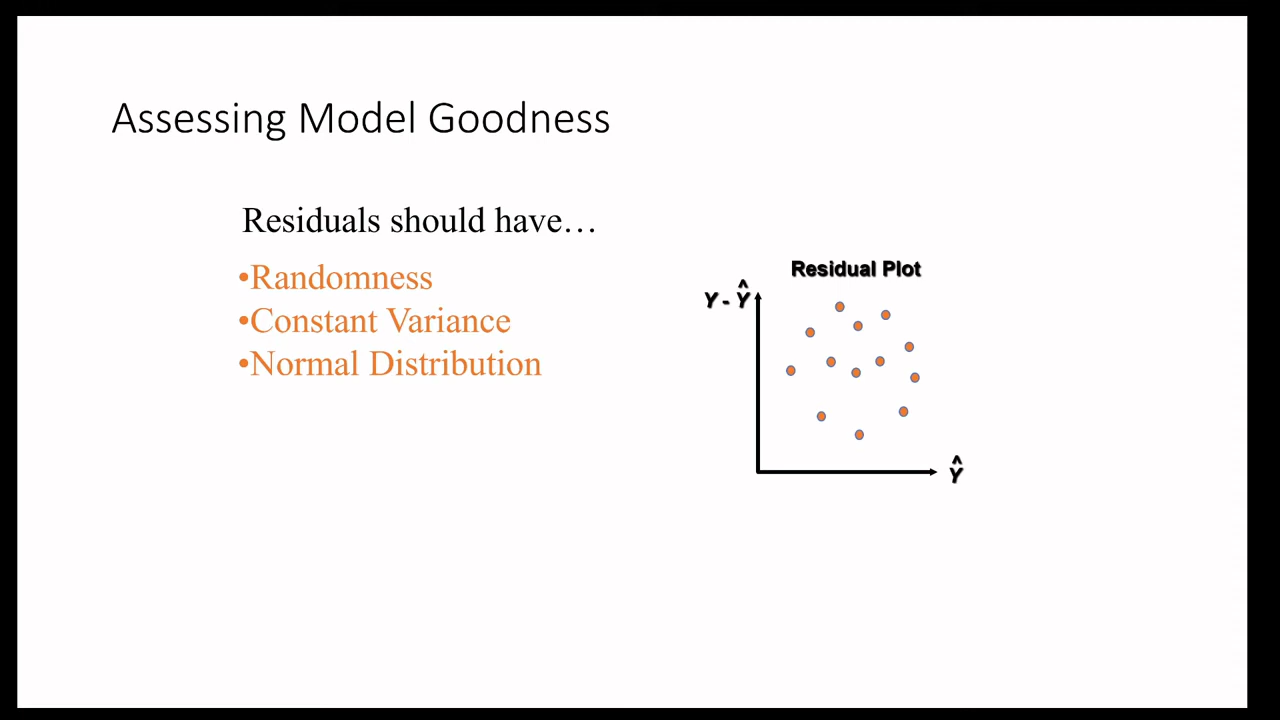 Assessing Model Goodness
Residuals should have…
•Randomness
•Constant Variance
•Normal Distribution
Residual Plot
Y - Ŷ
Ŷ